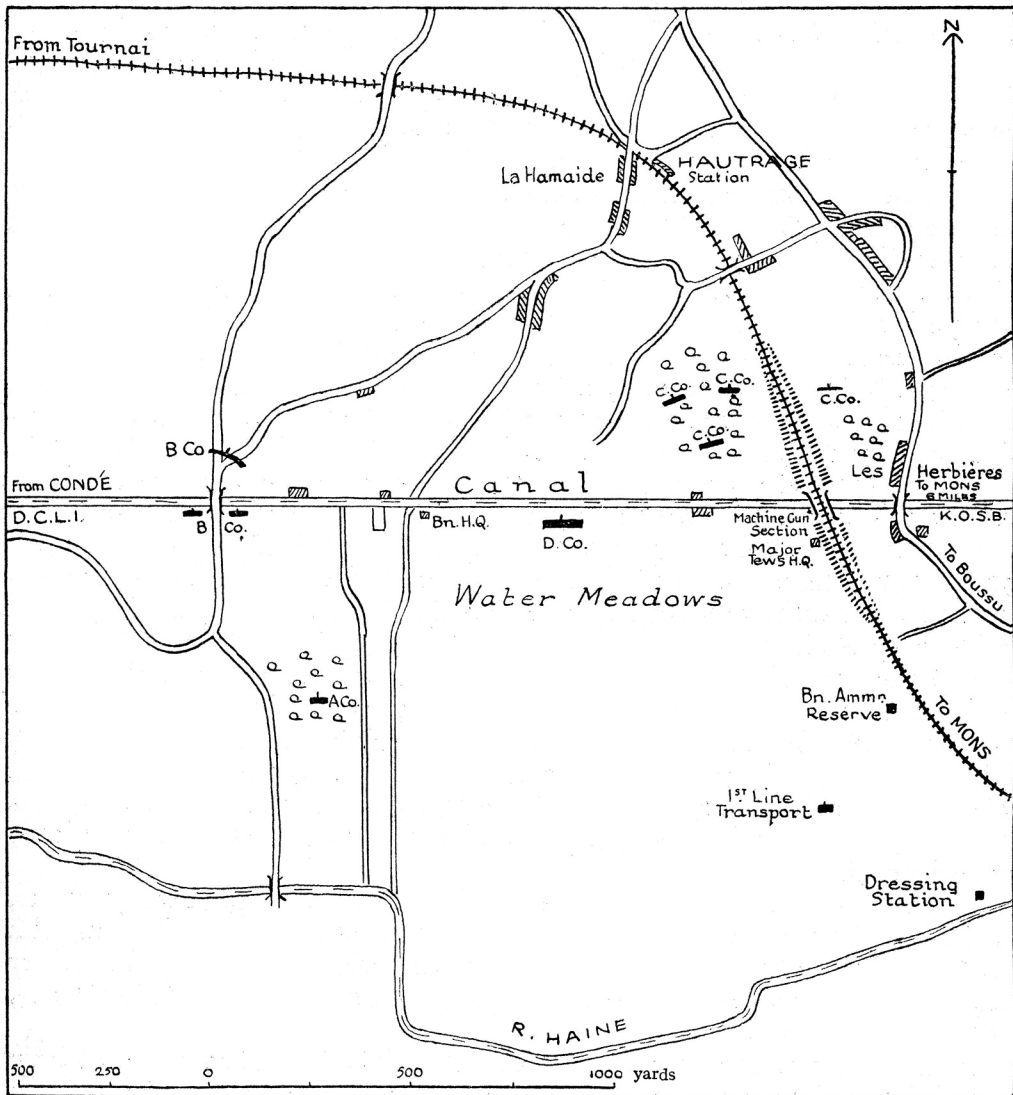 From Tournai
N
La Hamaide
HAUTRAGE
Station
C. Co.
C. Co.
C. Co.
C. Co.
B Co
Les
Herbières
To MONS
6 MILES
From CONDÉ
Canal
D.C.L.I.
B Co.
Bn. H.Q.
D. Co.
Machine Gun
Section
Major
Tew's H.Q.
K.O.S.B.
To Boussu
Water Meadows
A Co.
Bn. Ammn.
Reserve
To MONS
1ST Line
Transport
Dressing
Station
R. HAINE
500 250 0 500 1000 yards